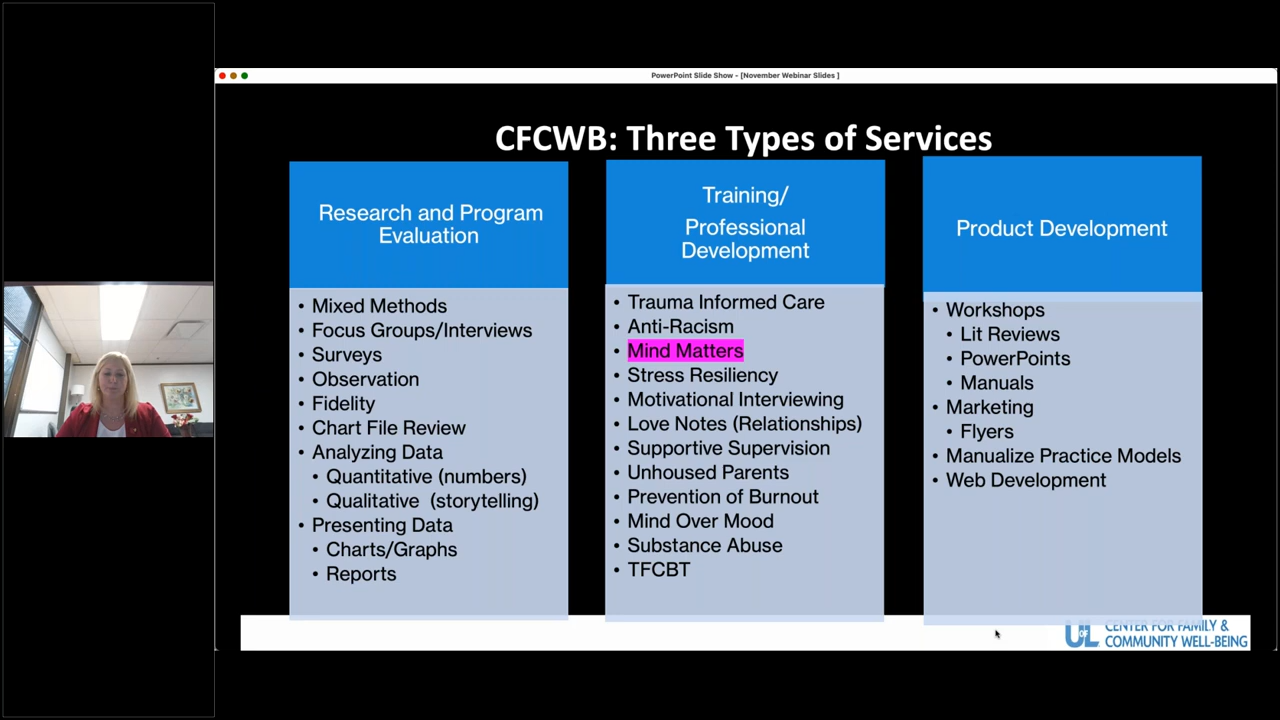 PowerPoint Slide Show - [November Webinar Slides ]
CFCWB: Three Types of Services
Research and Program
Evaluation
• Mixed Methods
• Focus Groups/Interviews
• Surveys
• Observation
• Fidelity
• Chart File Review
• Analyzing Data
• Quantitative (numbers)
• Qualitative (storytelling)
• Presenting Data
• Charts/Graphs
• Reports
Training/
Professional
Development
• Trauma Informed Care
• Anti-Racism
• Mind Matters
• Stress Resiliency
• Motivational Interviewing
• Love Notes (Relationships)
• Supportive Supervision
• Unhoused Parents
• Prevention of Burnout
• Mind Over Mood
• Substance Abuse
• TFCBT
Product Development
• Workshops
• Lit Reviews
• PowerPoints
• Manuals
• Marketing
• Flyers
• Manualize Practice Models
• Web Development
UofL
CENTER FOR FAMILY &
COMMUNITY WELL-BEING